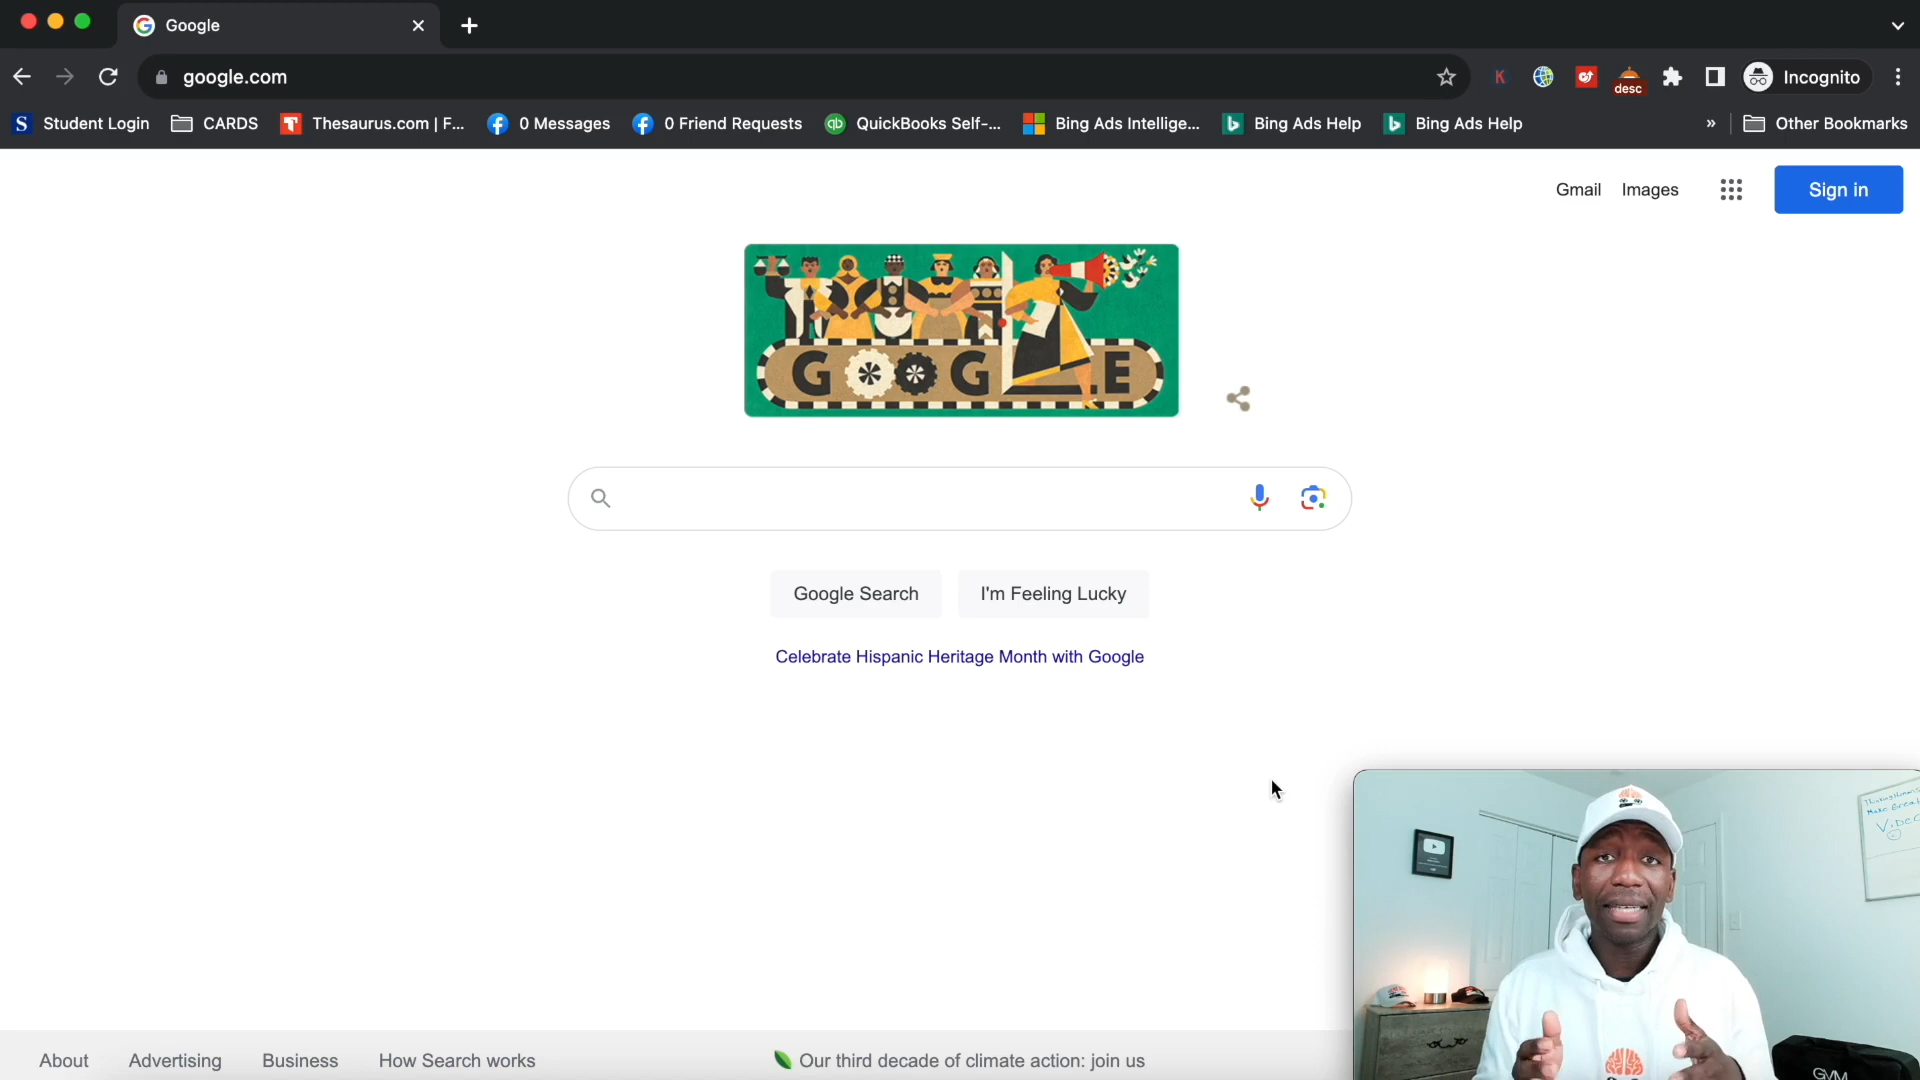 Google
google.com
K
desc
Incognito
Student Login
CARDS
Thesaurus.com | F...
0 Messages
0 Friend Requests
QuickBooks Self-...
Bing Ads Intellige...
Bing Ads Help
Bing Ads Help
»
Other Bookmarks
Gmail
Images
Sign in
GOOGLE
Google Search
I'm Feeling Lucky
Celebrate Hispanic Heritage Month with Google
About
Advertising
Business
How Search works
Our third decade of climate action: join us
GVM